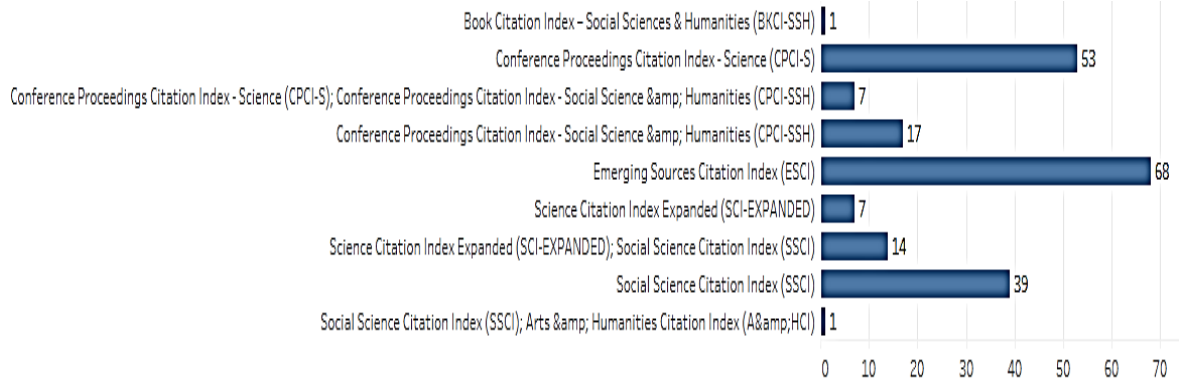 Book Citation Index – Social Sciences & Humanities (BKCI-SSH) 1
Conference Proceedings Citation Index - Science (CPCI-S) 53
Conference Proceedings Citation Index - Science (CPCI-S); Conference Proceedings Citation Index - Social Science &amp; Humanities (CPCI-SSH) 7
Conference Proceedings Citation Index - Social Science &amp; Humanities (CPCI-SSH) 17
Emerging Sources Citation Index (ESCI) 68
Science Citation Index Expanded (SCI-EXPANDED) 7
Science Citation Index Expanded (SCI-EXPANDED); Social Science Citation Index (SSCI) 14
Social Science Citation Index (SSCI) 39
Social Science Citation Index (SSCI); Arts &amp; Humanities Citation Index (A&amp;HCI) 1
0 10 20 30 40 50 60 70